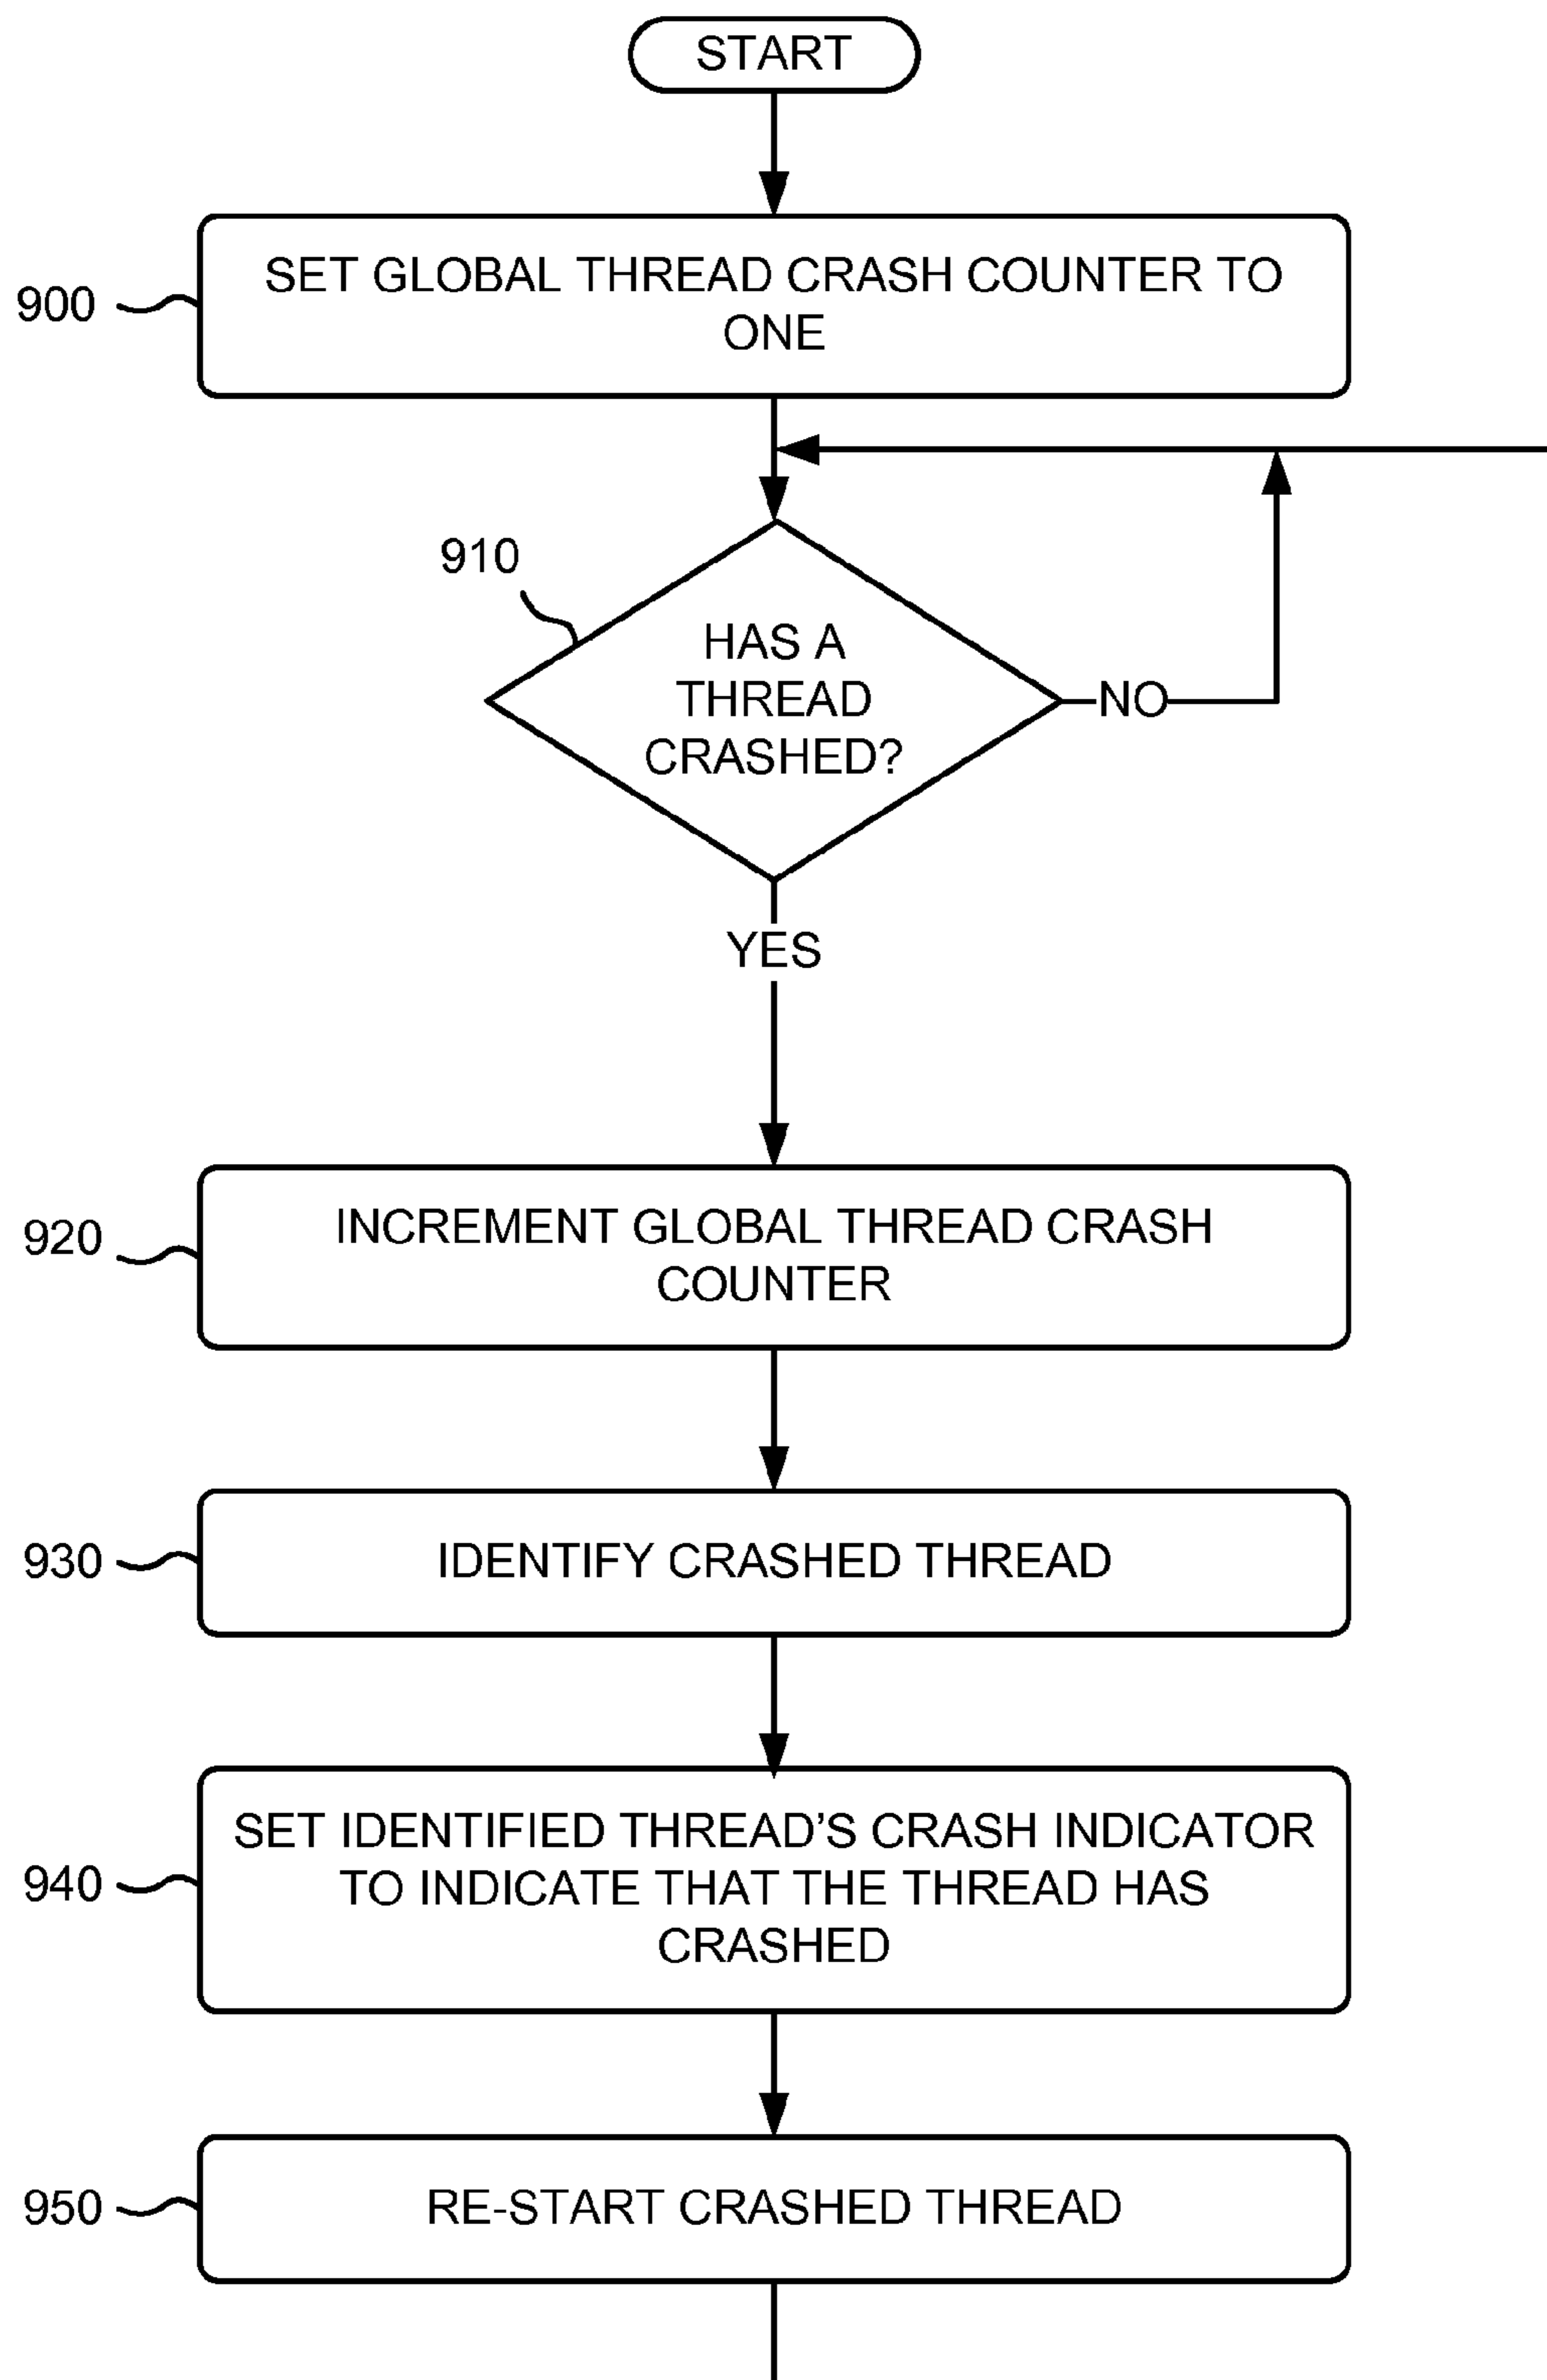 START
900
SET GLOBAL THREAD CRASH COUNTER TO
ONE
910
HAS A
THREAD
CRASHED?
NO
YES
920
INCREMENT GLOBAL THREAD CRASH
COUNTER
930
IDENTIFY CRASHED THREAD
940
SET IDENTIFIED THREAD’S CRASH INDICATOR
TO INDICATE THAT THE THREAD HAS
CRASHED
950
RE-START CRASHED THREAD